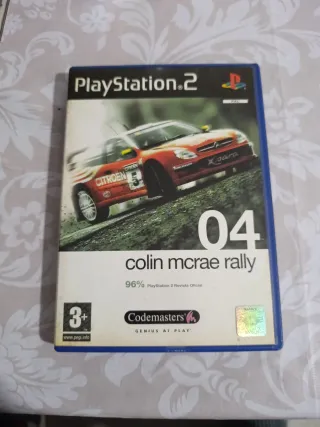 PlayStation®2
CITROËN
5
Xsara
04
colin mcrae rally
96% PlayStation 2 Revista Oficial
3+
www.pegi.info
Codemasters
GENIUS AT PLAY